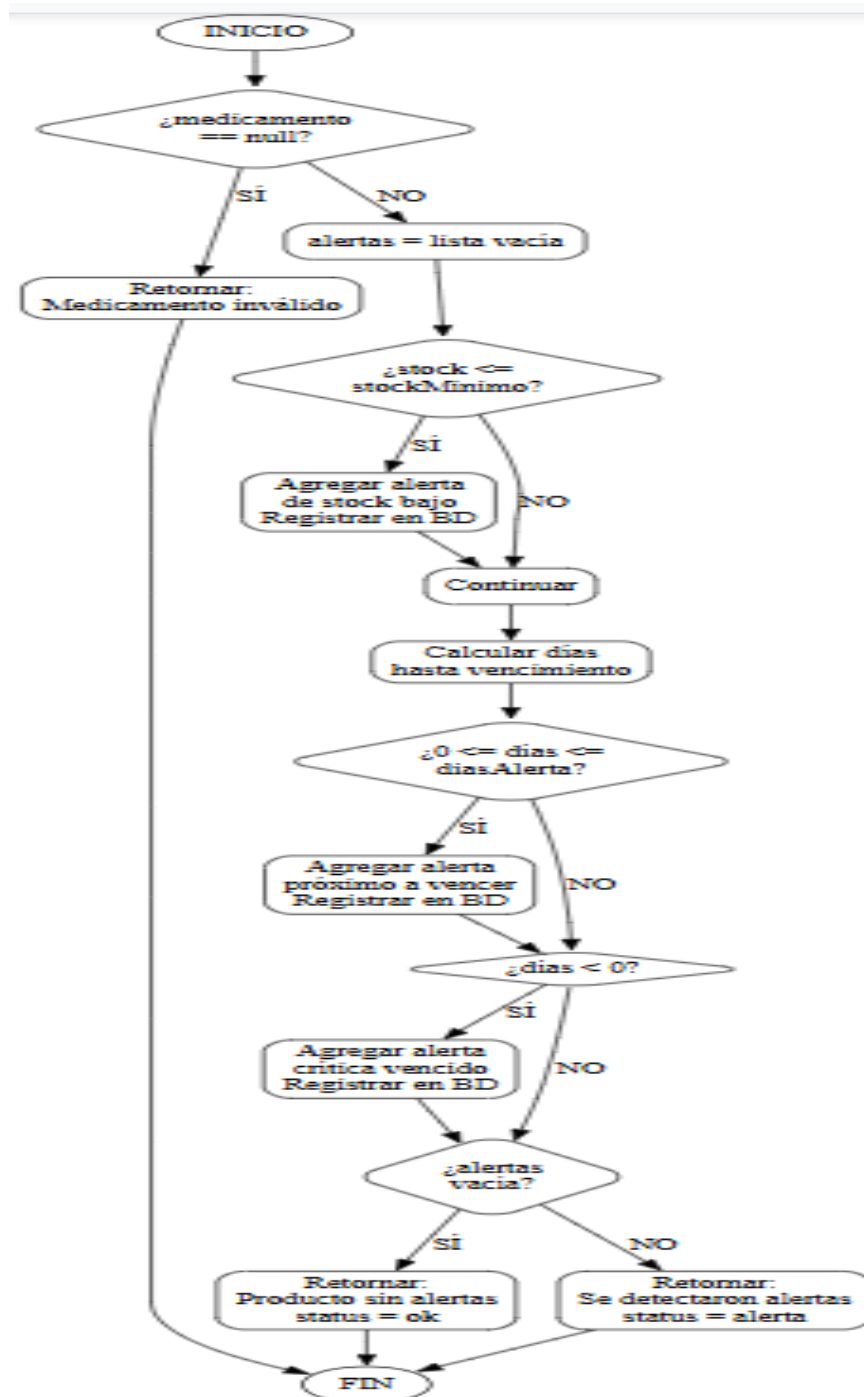 INICIO
¿medicamento
== null?
SÍ
NO
alertas = lista vacía
Retornar:
Medicamento inválido
¿stock <=
stockMinimo?
SÍ
Agregar alerta
de stock bajo
Registrar en BD
NO
Continuar
Calcular días
hasta vencimiento
¿0 <= días <=
diasAlerta?
SÍ
Agregar alerta
próximo a vencer
Registrar en BD
NO
¿días < 0?
SÍ
Agregar alerta
crítica vencido
Registrar en BD
NO
¿alertas
vacía?
SÍ
NO
Retornar:
Producto sin alertas
status = ok
Retornar:
Se detectaron alertas
status = alerta
FIN